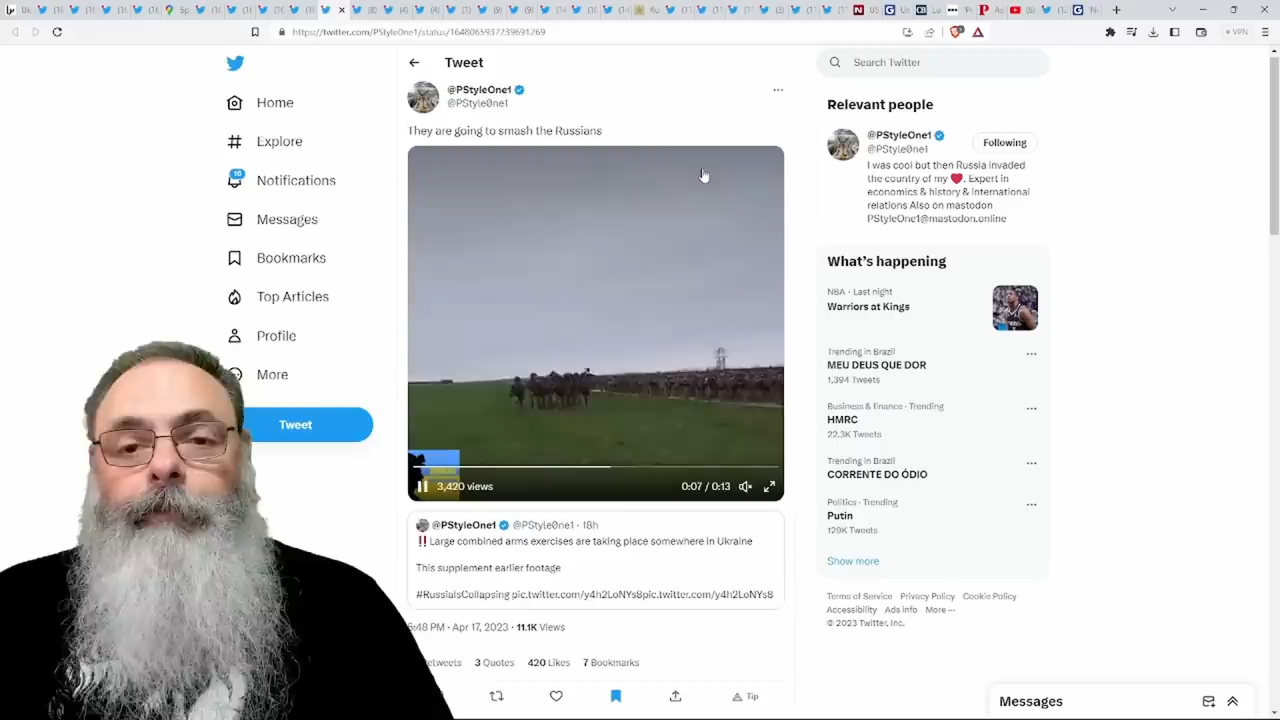 https://twitter.com/PStyle0ne1/status/1648065937239691269
+ VPN
Home
Explore
16
Notifications
Messages
Bookmarks
Top Articles
Profile
More
Tweet
Tweet
@PStyleOne1
@PStyle0ne1
They are going to smash the Russians
3,420 views
0:07 / 0:13
@PStyleOne1 @PStyle0ne1 · 18h
‼️Large combined arms exercises are taking place somewhere in Ukraine
This supplement earlier footage
#RussiaIsCollapsing pic.twitter.com/y4h2LoNYs8pic.twitter.com/y4h2LoNYs8
:48 PM · Apr 17, 2023 · 11.1K Views
3 Quotes 420 Likes 7 Bookmarks
Tip
Search Twitter
Relevant people
@PStyleOne1
@PStyle0ne1
Following
I was cool but then Russia invaded
the country of my ❤️. Expert in
economics & history & international
relations Also on mastodon
PStyleOne1@mastodon.online
What's happening
NBA · Last night
Warriors at Kings
Trending in Brazil
MEU DEUS QUE DOR
1,394 Tweets
Business & finance · Trending
HMRC
22.3K Tweets
Trending in Brazil
CORRENTE DO ÓDIO
Politics · Trending
Putin
129K Tweets
Show more
Terms of Service Privacy Policy Cookie Policy
Accessibility Ads info More ···
© 2023 Twitter, Inc.
Messages